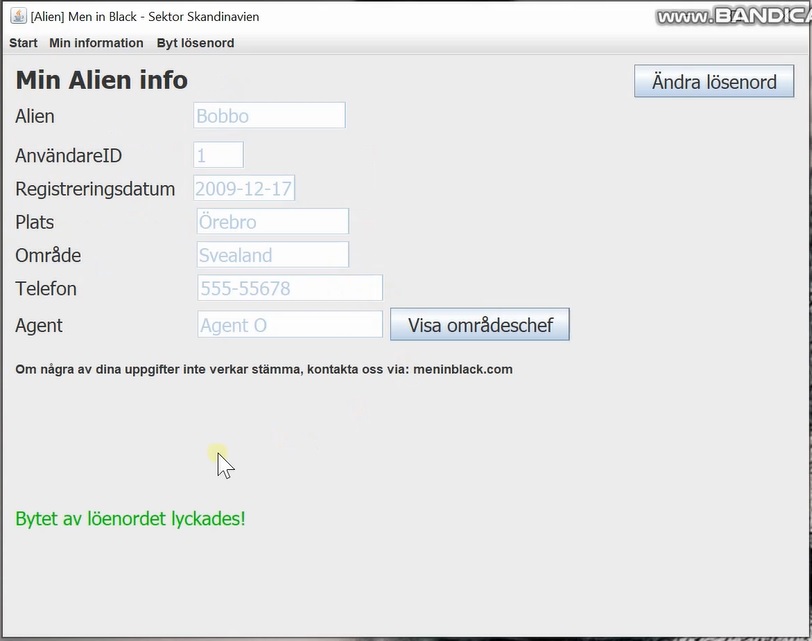 [Alien] Men in Black - Sektor Skandinavien
www.BANDICA
Start Min information Byt lösenord
Min Alien info
Ändra lösenord
Alien Bobbo
AnvändareID 1
Registreringsdatum 2009-12-17
Plats Örebro
Område Svealand
Telefon 555-55678
Agent Agent O Visa områdeschef
Om några av dina uppgifter inte verkar stämma, kontakta oss via: meninblack.com
Bytet av löenordet lyckades!